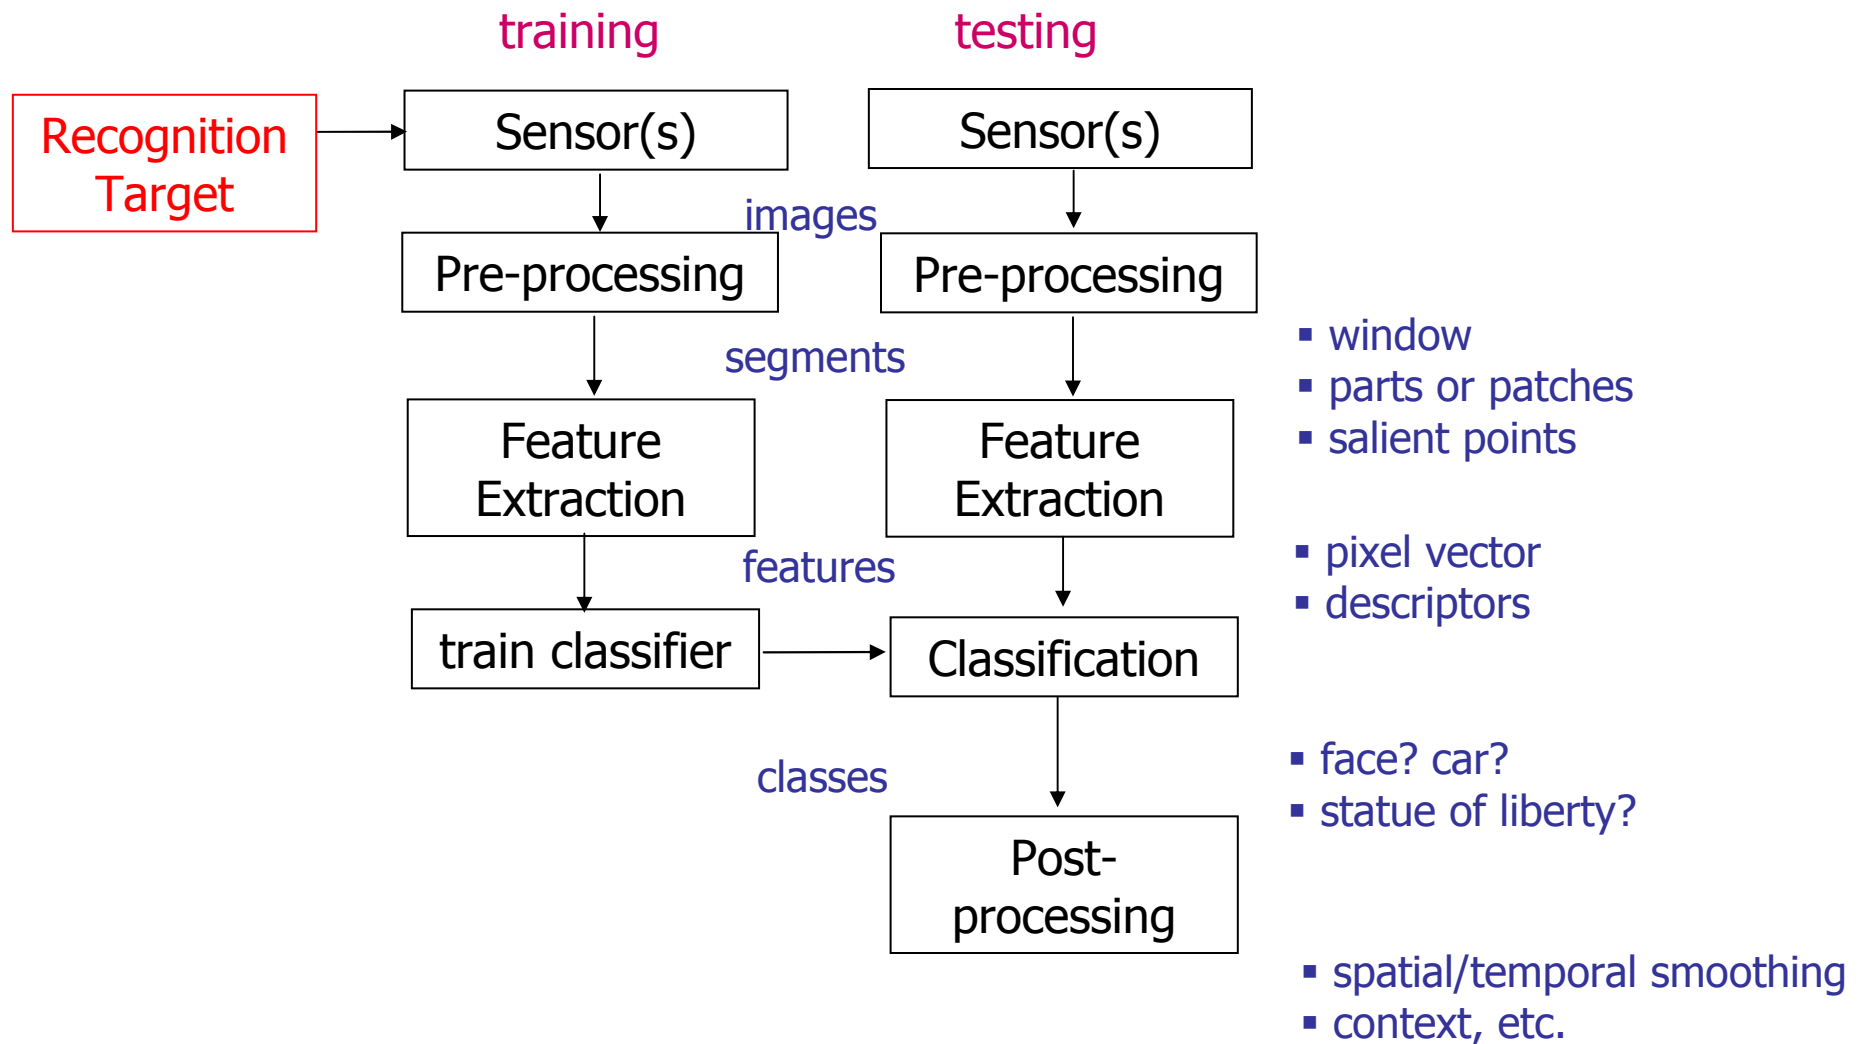 training
testing
Recognition
Target
Sensor(s)
Sensor(s)
images
Pre-processing
Pre-processing
segments
▪ window
▪ parts or patches
▪ salient points
Feature
Extraction
Feature
Extraction
features
▪ pixel vector
▪ descriptors
train classifier
Classification
classes
▪ face? car?
▪ statue of liberty?
Post-
processing
▪ spatial/temporal smoothing
▪ context, etc.